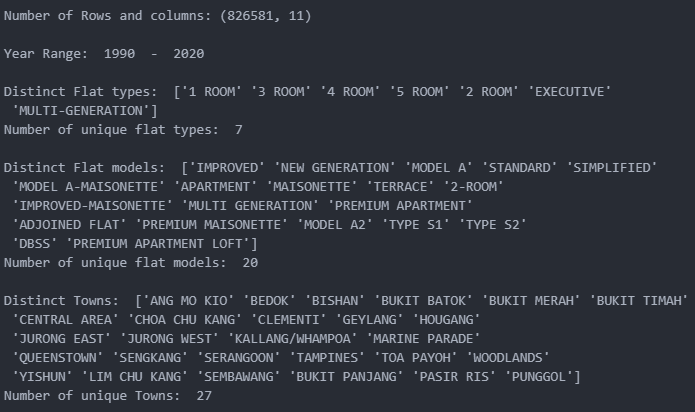 Number of Rows and columns: (826581, 11)
Year Range:  1990  -  2020
Distinct Flat types:  ['1 ROOM' '3 ROOM' '4 ROOM' '5 ROOM' '2 ROOM' 'EXECUTIVE'
 'MULTI-GENERATION']
Number of unique flat types:  7
Distinct Flat models:  ['IMPROVED' 'NEW GENERATION' 'MODEL A' 'STANDARD' 'SIMPLIFIED'
 'MODEL A-MAISONETTE' 'APARTMENT' 'MAISONETTE' 'TERRACE' '2-ROOM'
 'IMPROVED-MAISONETTE' 'MULTI GENERATION' 'PREMIUM APARTMENT'
 'ADJOINED FLAT' 'PREMIUM MAISONETTE' 'MODEL A2' 'TYPE S1' 'TYPE S2'
 'DBSS' 'PREMIUM APARTMENT LOFT']
Number of unique flat models:  20
Distinct Towns:  ['ANG MO KIO' 'BEDOK' 'BISHAN' 'BUKIT BATOK' 'BUKIT MERAH' 'BUKIT TIMAH'
 'CENTRAL AREA' 'CHOA CHU KANG' 'CLEMENTI' 'GEYLANG' 'HOUGANG'
 'JURONG EAST' 'JURONG WEST' 'KALLANG/WHAMPOA' 'MARINE PARADE'
 'QUEENSTOWN' 'SENGKANG' 'SERANGOON' 'TAMPINES' 'TOA PAYOH' 'WOODLANDS'
 'YISHUN' 'LIM CHU KANG' 'SEMBAWANG' 'BUKIT PANJANG' 'PASIR RIS' 'PUNGGOL']
Number of unique Towns:  27